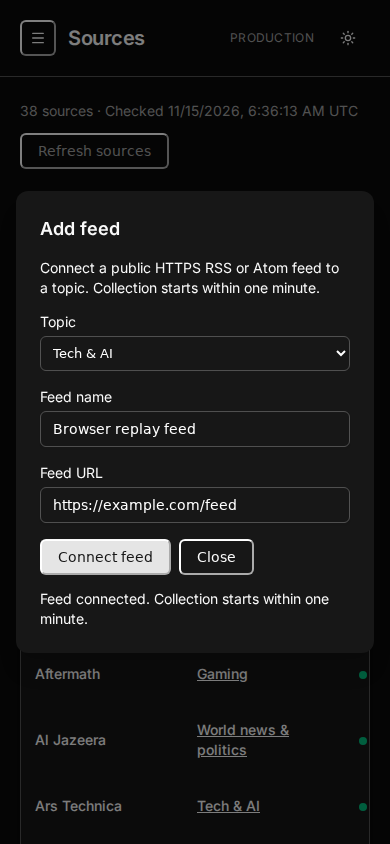 Sources
PRODUCTION
38 sources · Checked 11/15/2026, 6:36:13 AM UTC
Refresh sources
Add feed
Connect a public HTTPS RSS or Atom feed to
a topic. Collection starts within one minute.
Topic
Tech & AI
Feed name
Browser replay feed
Feed URL
https://example.com/feed
Connect feed
Close
Feed connected. Collection starts within one
minute.
Aftermath
Gaming
Al Jazeera
World news &
politics
Ars Technica
Tech & AI